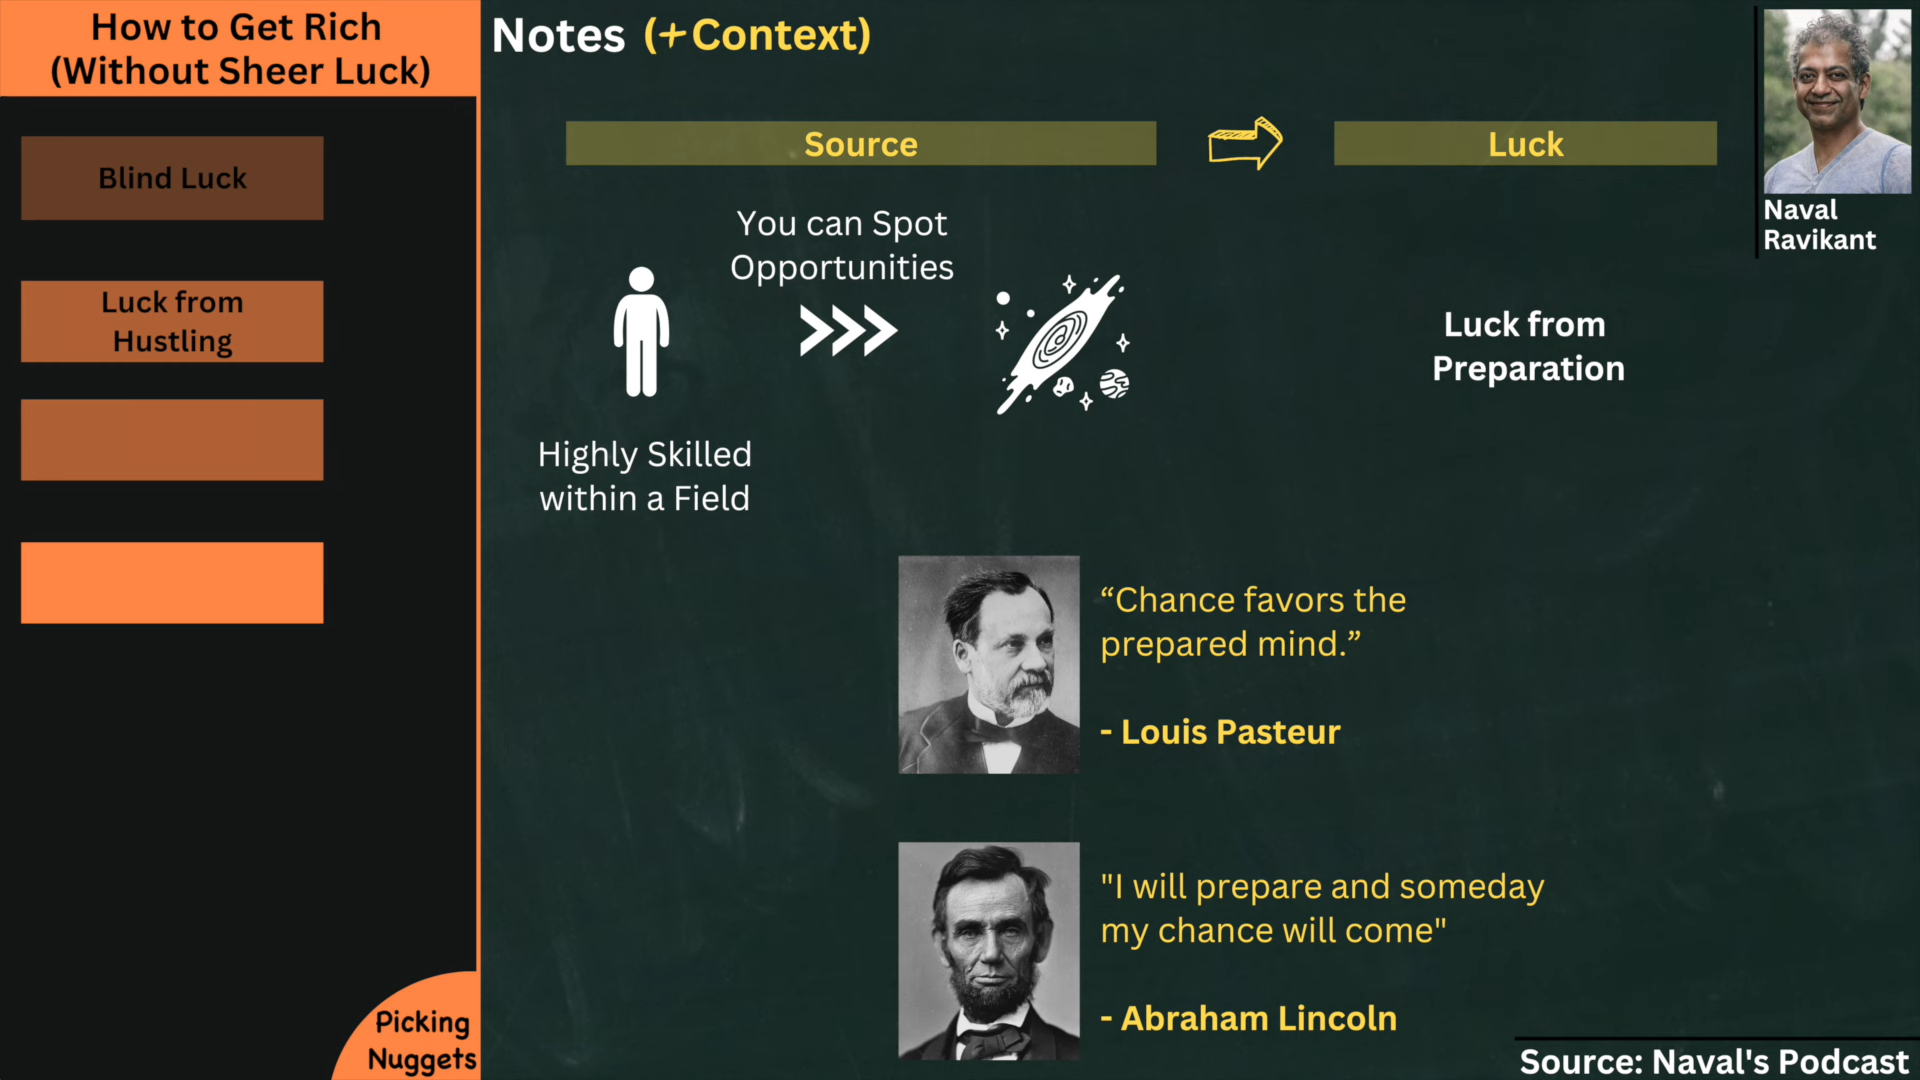 How to Get Rich
(Without Sheer Luck)
Blind Luck
Luck from
Hustling
Picking
Nuggets
Notes (+Context)
Source
Luck
You can Spot
Opportunities
Highly Skilled
within a Field
Luck from
Preparation
“Chance favors the
prepared mind.”
- Louis Pasteur
"I will prepare and someday
my chance will come"
- Abraham Lincoln
Naval
Ravikant
Source: Naval's Podcast